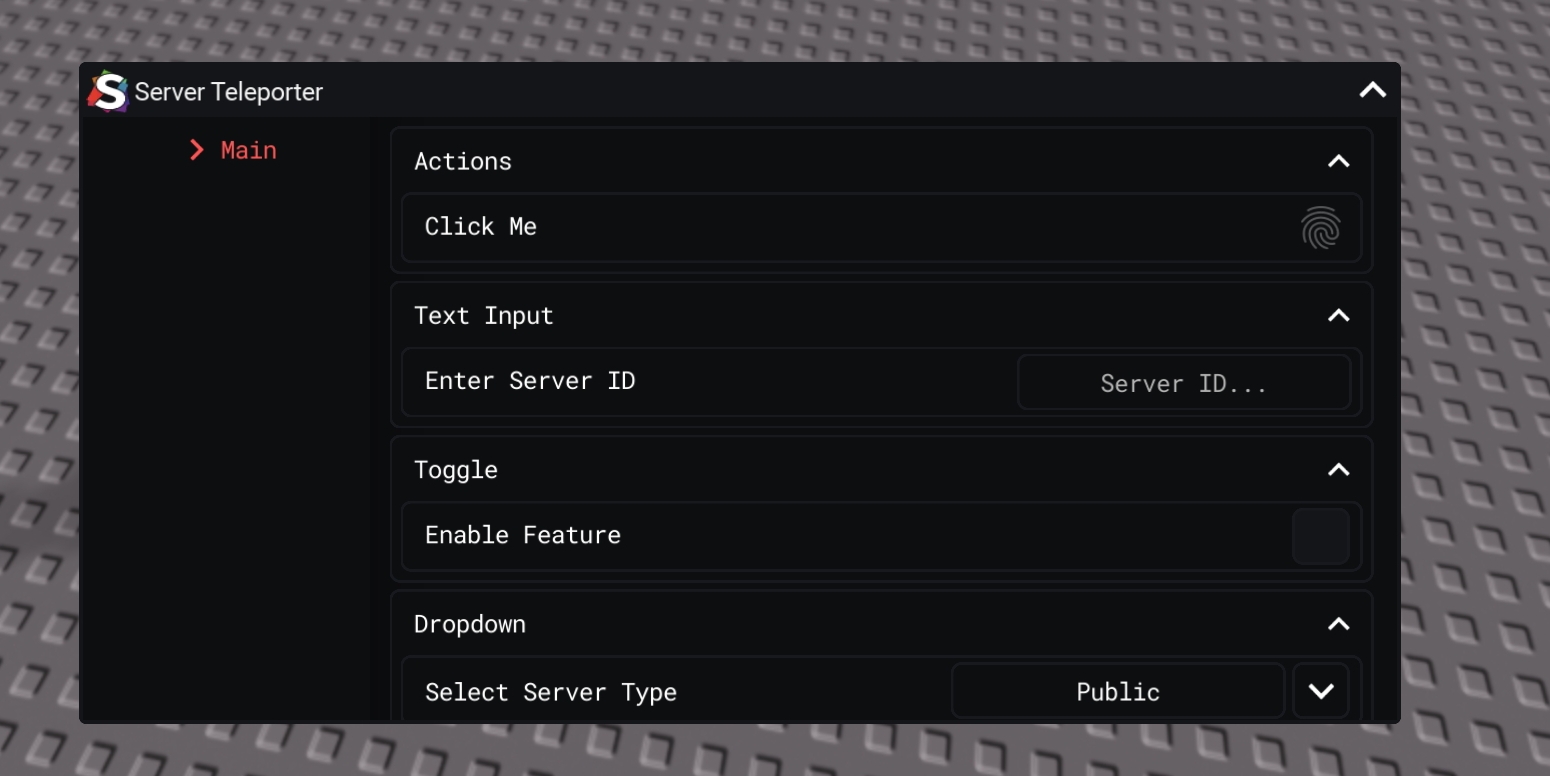 S Server Teleporter
Main
Actions
Click Me
Text Input
Enter Server ID
Server ID...
Toggle
Enable Feature
Dropdown
Select Server Type
Public